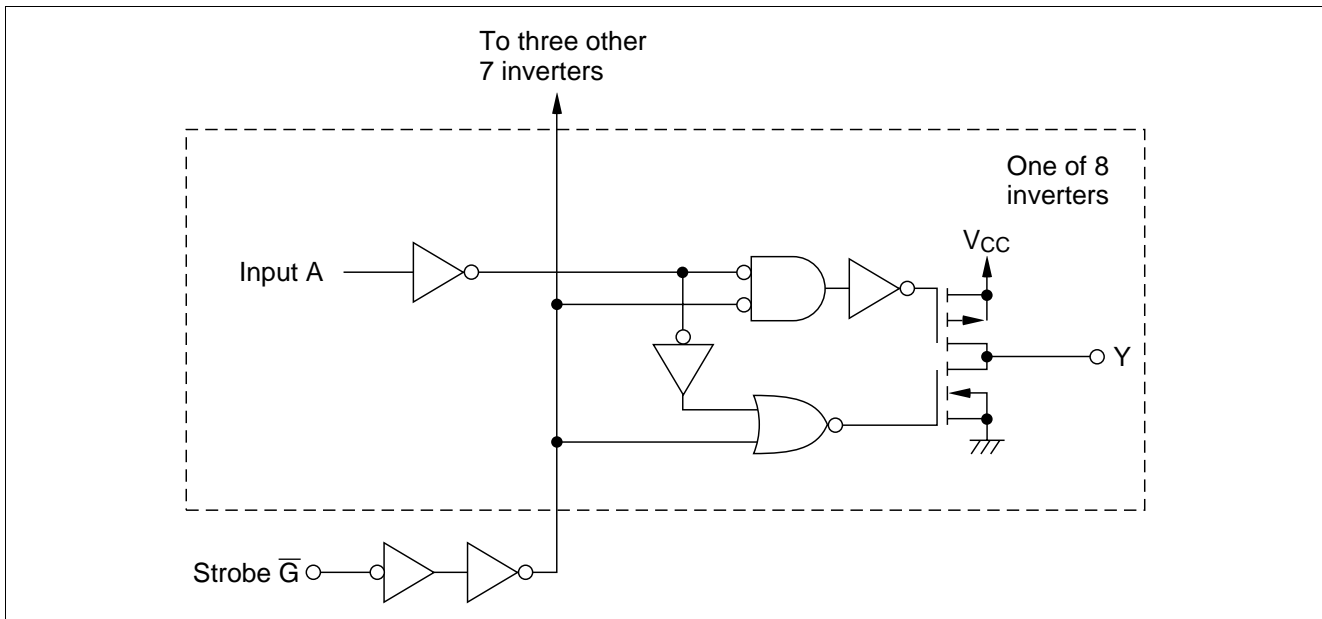 To three other
7 inverters
One of 8
inverters
VCC
Input A
Y
Strobe G̅